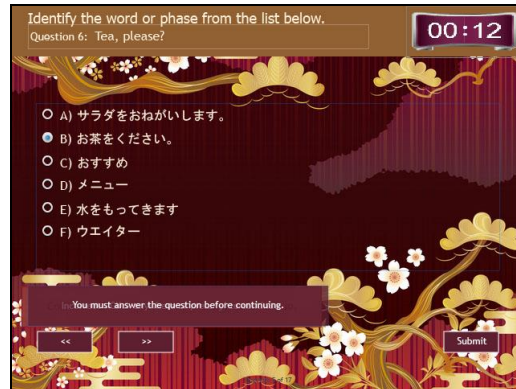 Identify the word or phase from the list below.
Question 6: Tea, please?
00:12
A) サラダをおねがいします。
B) お茶をください。
C) おすすめ
D) メニュー
E) 水をもってきます
F) ウエイター
You must answer the question before continuing.
<< >> Submit
of 17